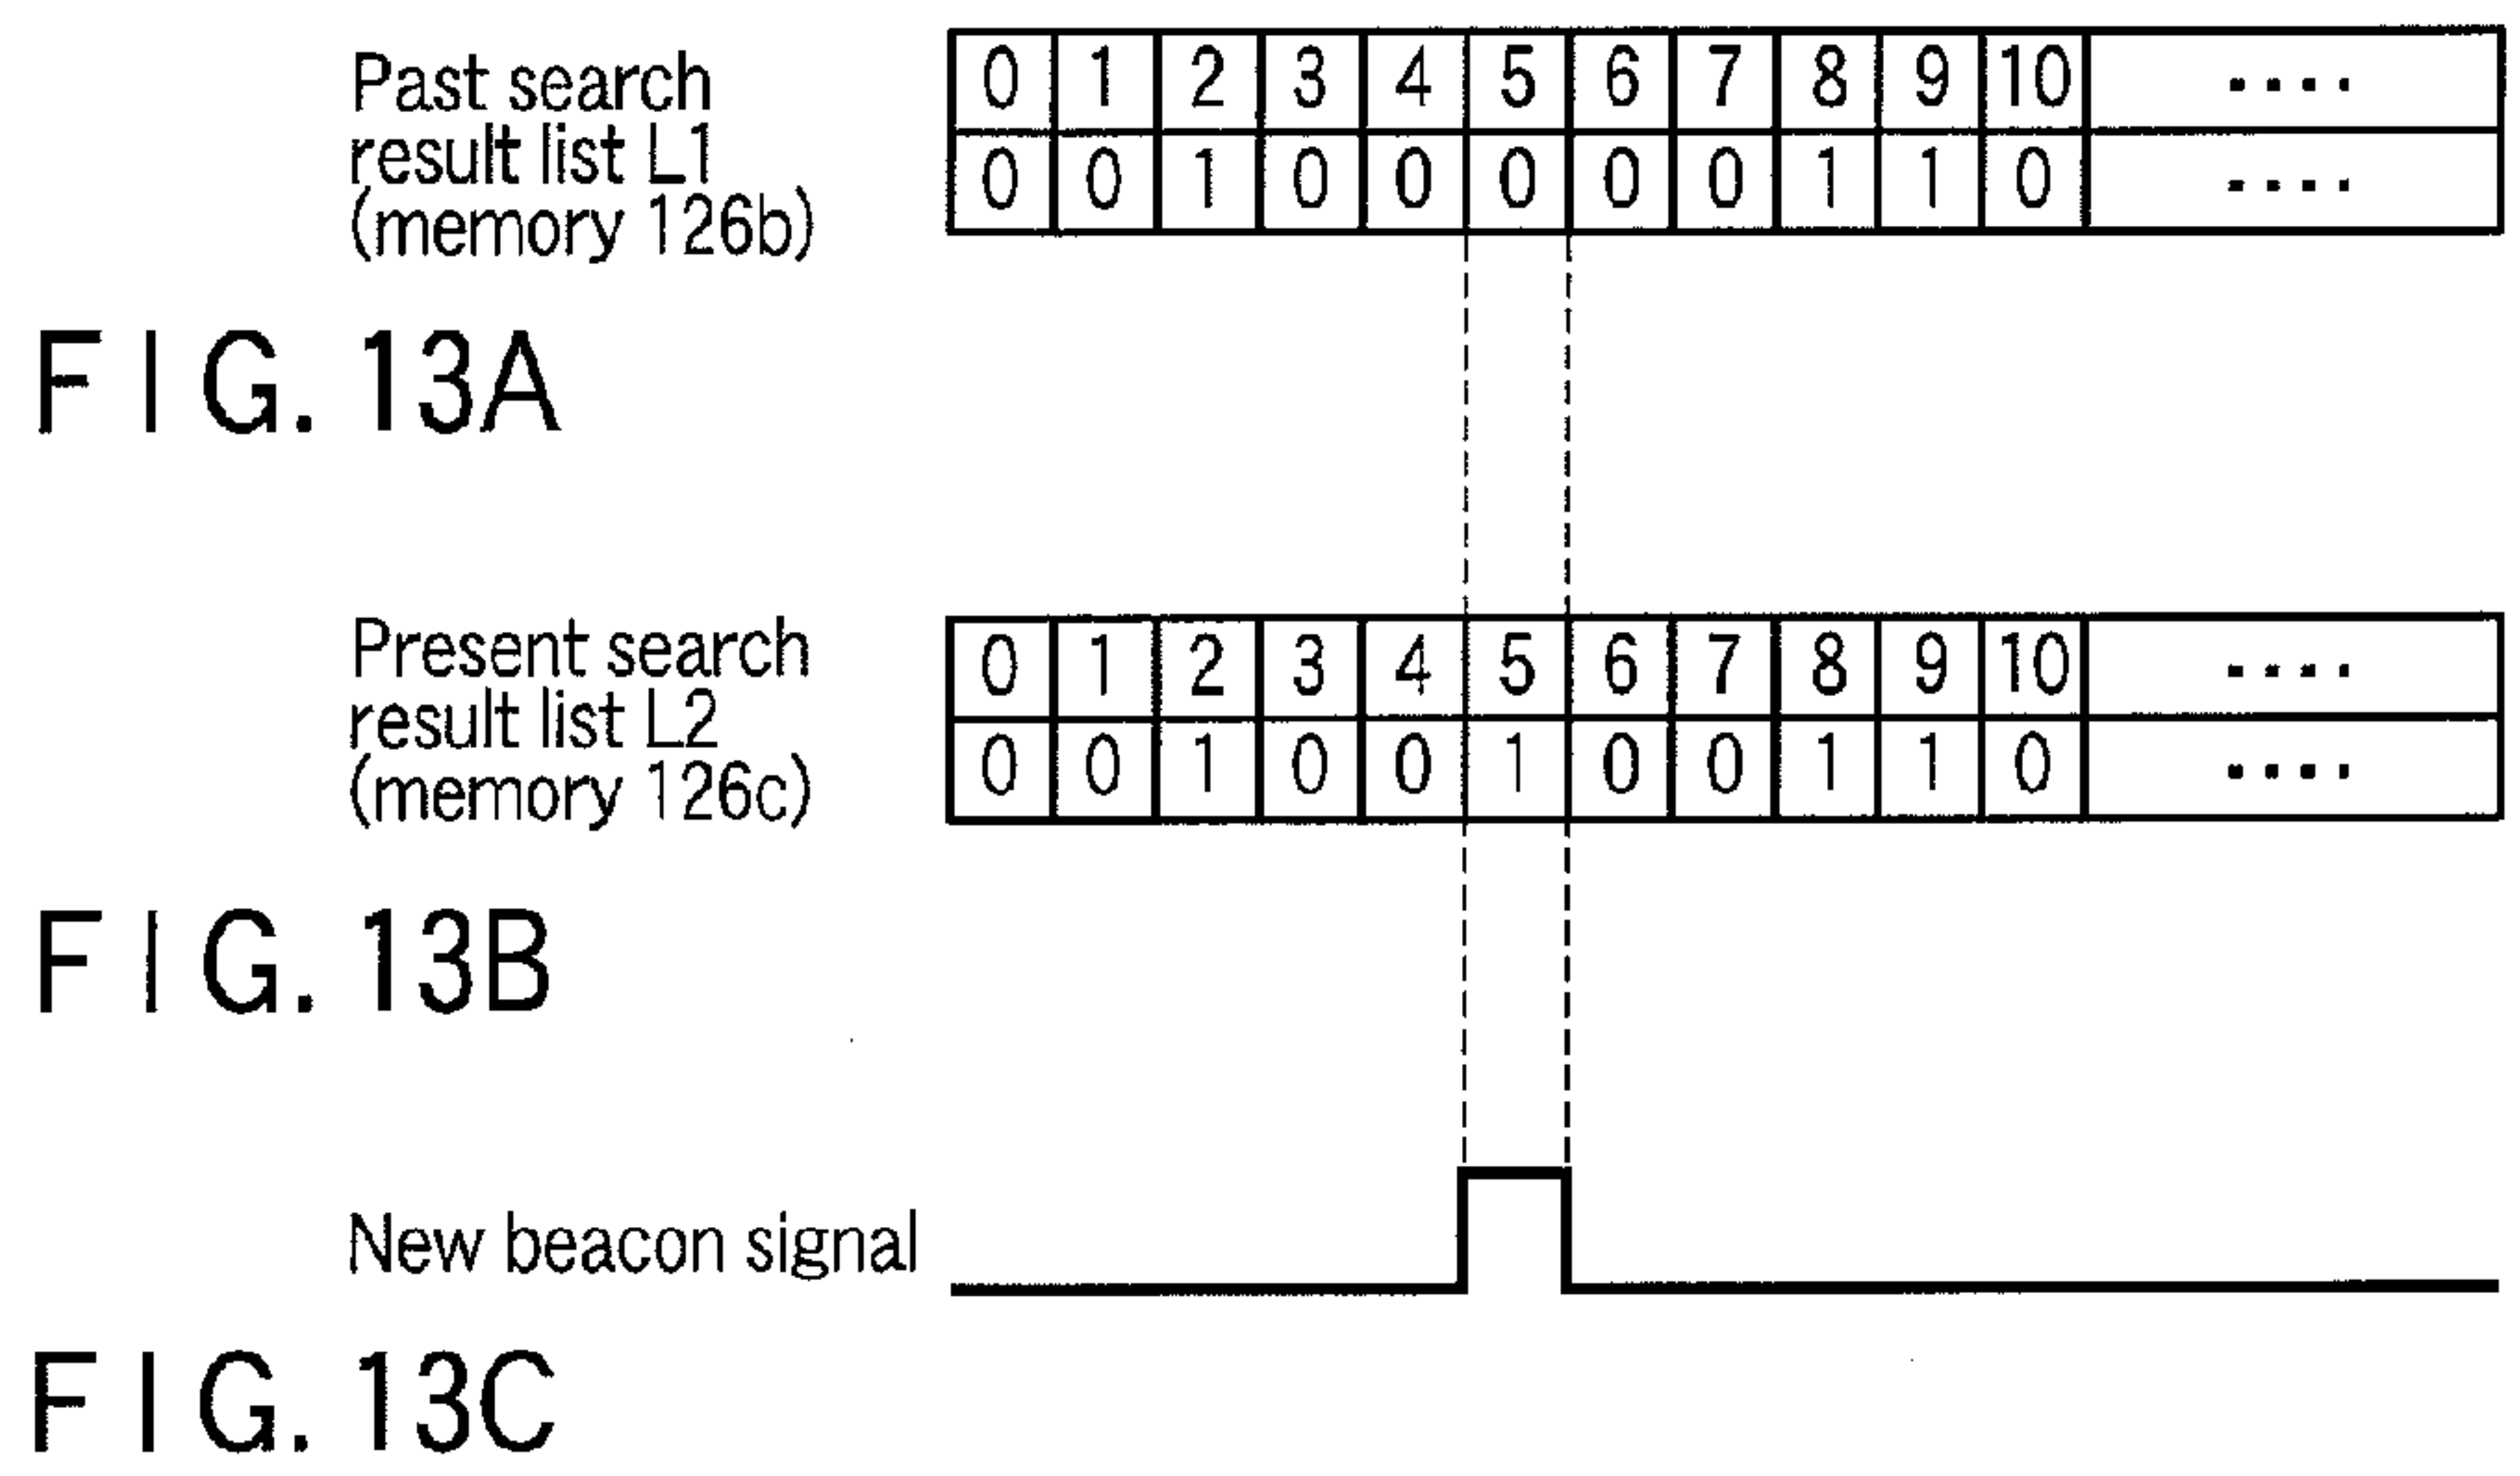 Past search
result list L1
(memory 126b)
0 1 2 3 4 5 6 7 8 9 10 ....
0 0 1 0 0 0 0 0 1 1 0 ....
FIG. 13A
Present search
result list L2
(memory 126c)
0 1 2 3 4 5 6 7 8 9 10 ....
0 0 1 0 0 1 0 0 1 1 0 ....
FIG. 13B
New beacon signal
FIG. 13C